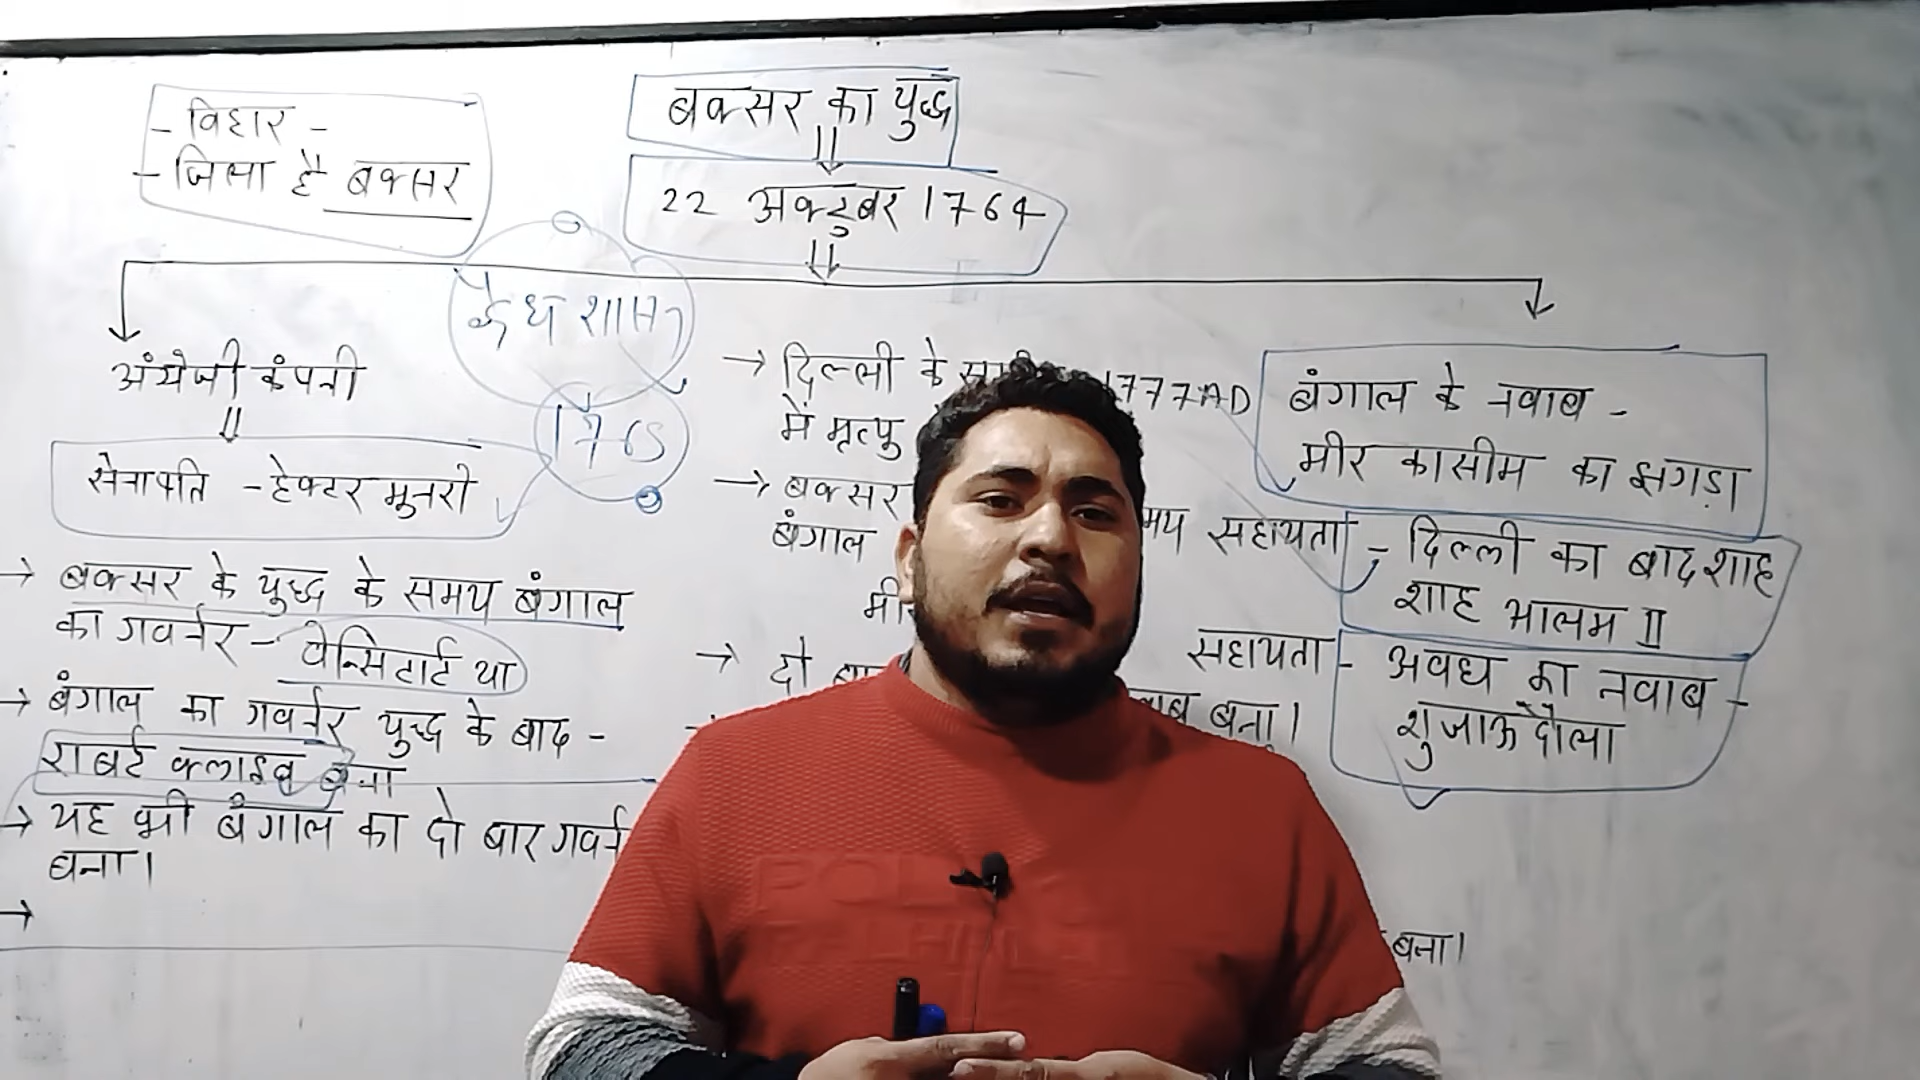 - विहार -
- जिला है बक्सर
बक्सर का युद्ध
22 अक्टुबर 1764
शासन
1765
अंग्रेजी कंपनी
सेनापति - हेक्टर मूनरो
→ बक्सर के युद्ध के समय बंगाल
का गवर्नर - वेन्सिटार्ट था
→ बंगाल का गवर्नर युद्ध के बाद -
राबर्ट क्लाइव बना
→ यह भी बंगाल का दो बार गवर्न
बना।
→
→ दिल्ली के 1777AD
में मृत्यु
→ बक्सर
बंगाल
मी
→ दो
बना।
बंगाल के नवाब -
मीर कासीम का झगड़ा
सहायता - दिल्ली का बादशाह
शाह आलम II
सहायता - अवध का नवाब -
शुजाऊदौला
बना।